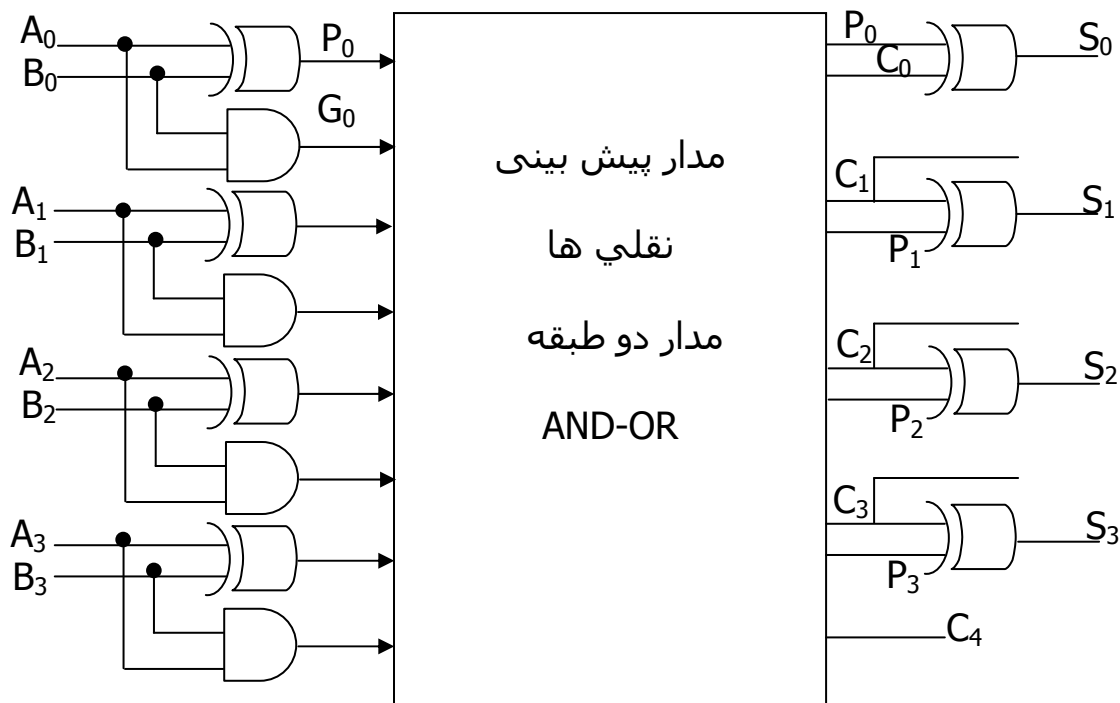 A₀
B₀
P₀
G₀
A₁
B₁
A₂
B₂
A₃
B₃
مدار پیش بینی
نقلي ها
مدار دو طبقه
AND-OR
P₀
C₀
S₀
C₁
P₁
S₁
C₂
P₂
S₂
C₃
P₃
S₃
C₄